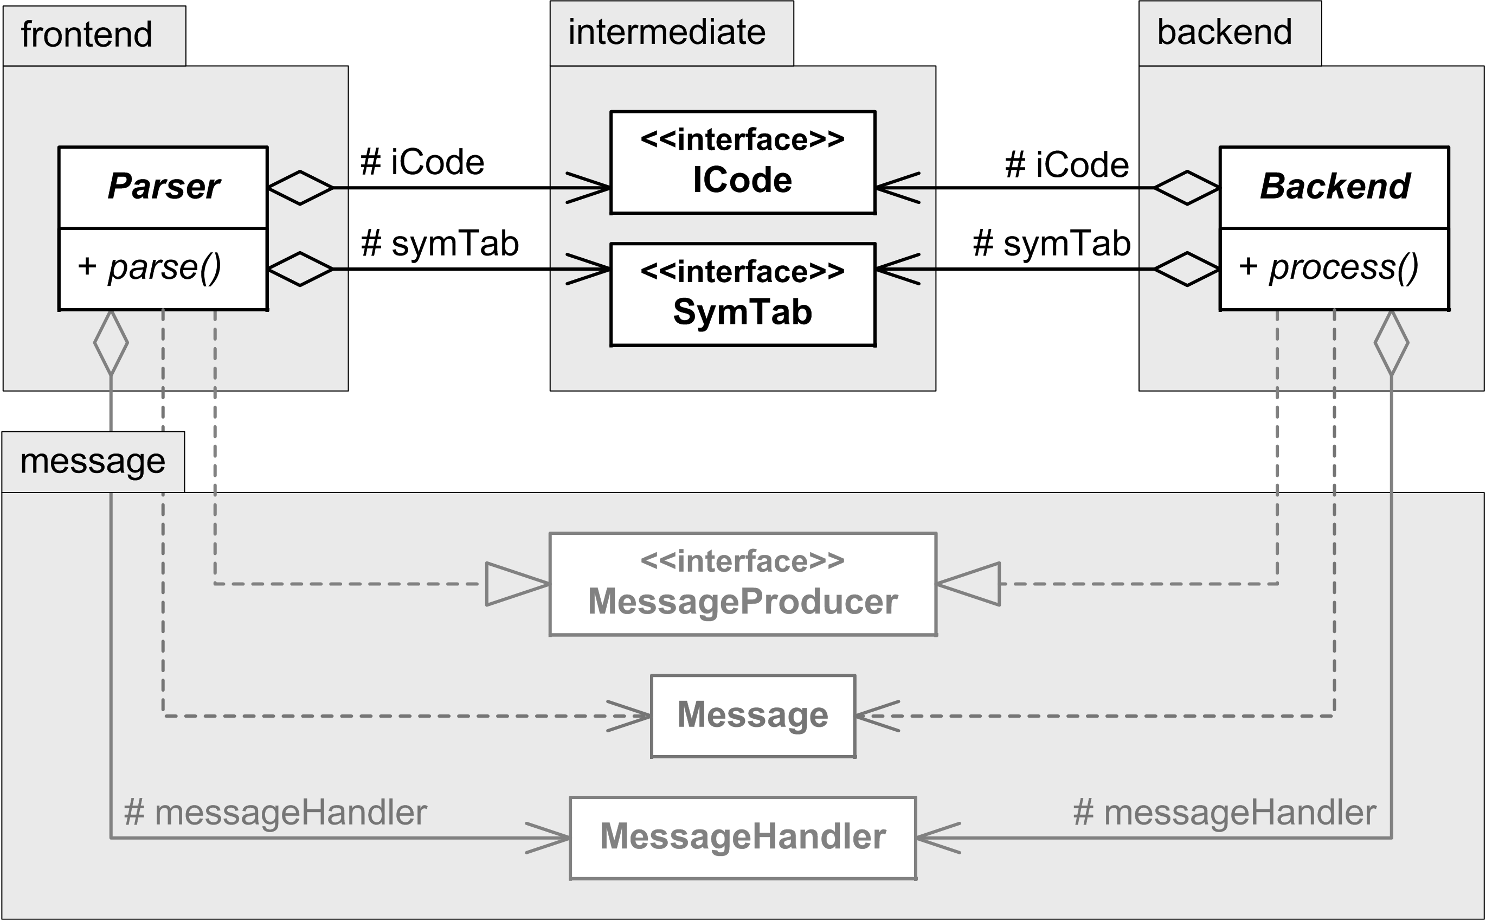 frontend
intermediate
backend
Parser
+ parse()
# iCode
# symTab
<<interface>>
ICode
<<interface>>
SymTab
# iCode
# symTab
Backend
+ process()
message
<<interface>>
MessageProducer
Message
# messageHandler
MessageHandler
# messageHandler